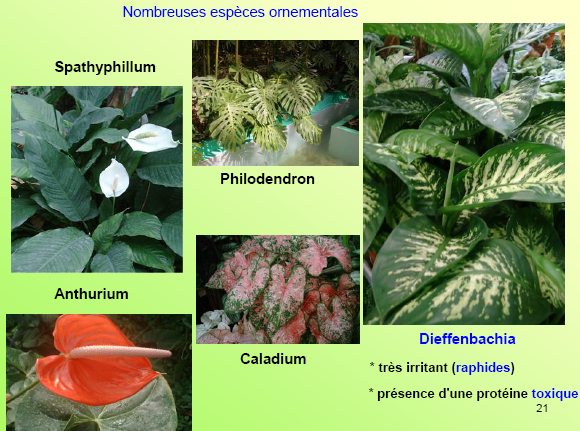 Nombreuses espèces ornementales
Spathyphillum
Philodendron
Anthurium
Caladium
Dieffenbachia
* très irritant (raphides)
* présence d'une protéine toxique
21